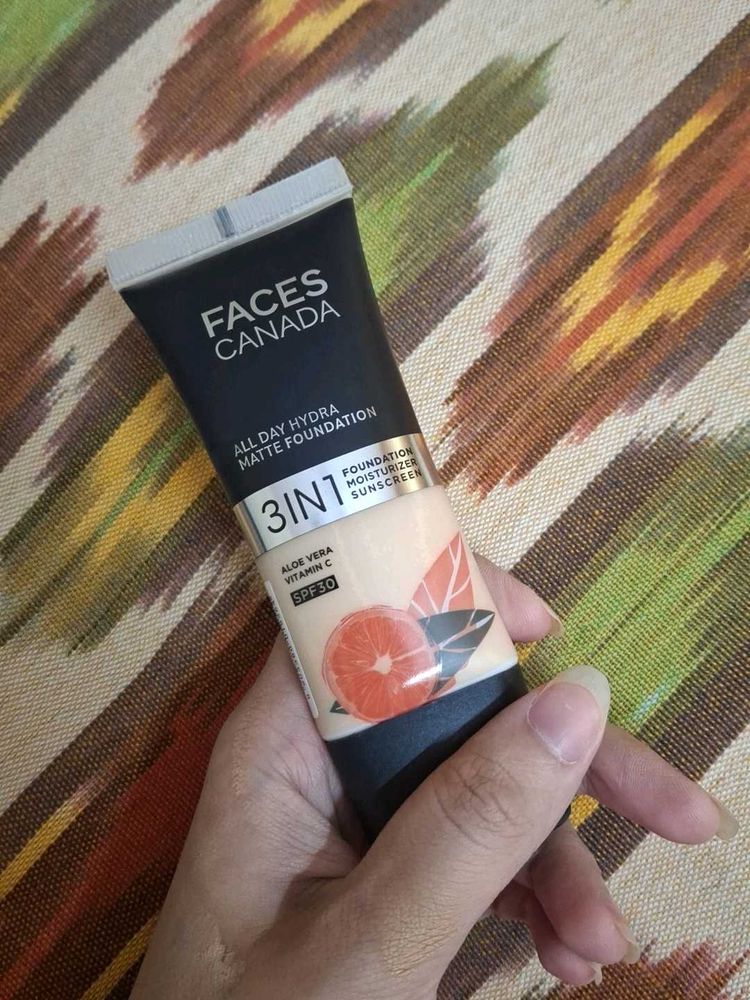 FACES
CANADA
ALL DAY HYDRA
MATTE FOUNDATION
3IN1
FOUNDATION
MOISTURIZER
SUNSCREEN
ALOE VERA
VITAMIN C
SPF30